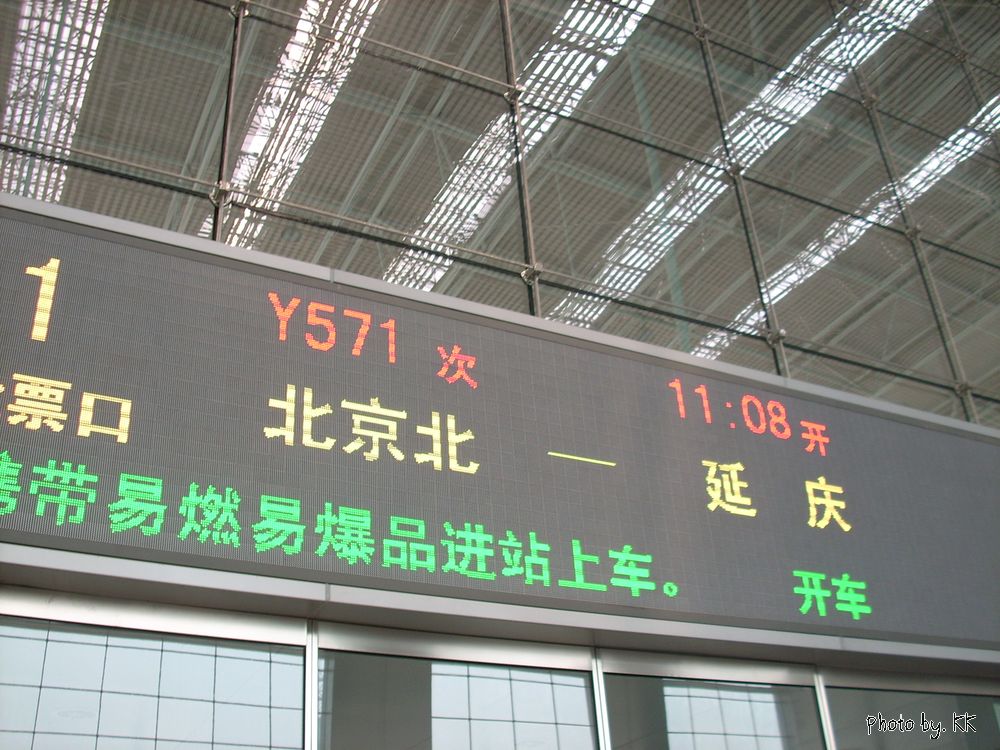 1 Y571 次 11:08 开
票口 北京北 — 延庆
携带易燃易爆品进站上车。 开车
Photo by. KK